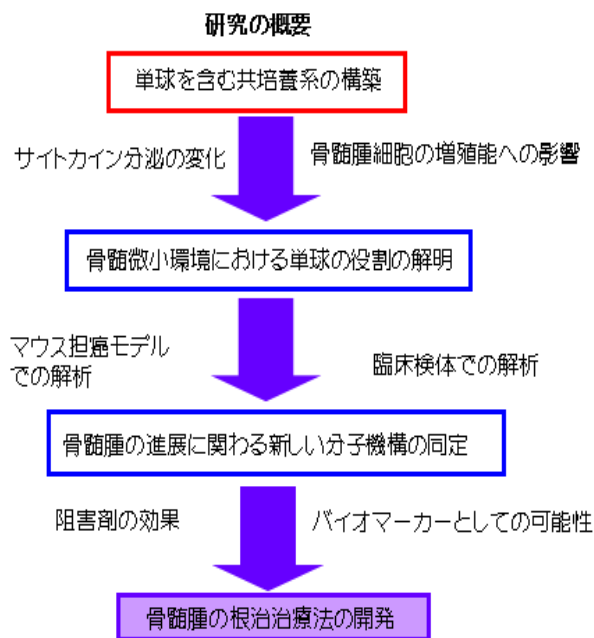 研究の概要
単球を含む共培養系の構築
サイトカイン分泌の変化
骨髄腫細胞の増殖能への影響
骨髄微小環境における単球の役割の解明
マウス担癌モデル
での解析
臨床検体での解析
骨髄腫の進展に関わる新しい分子機構の同定
阻害剤の効果
バイオマーカーとしての可能性
骨髄腫の根治治療法の開発